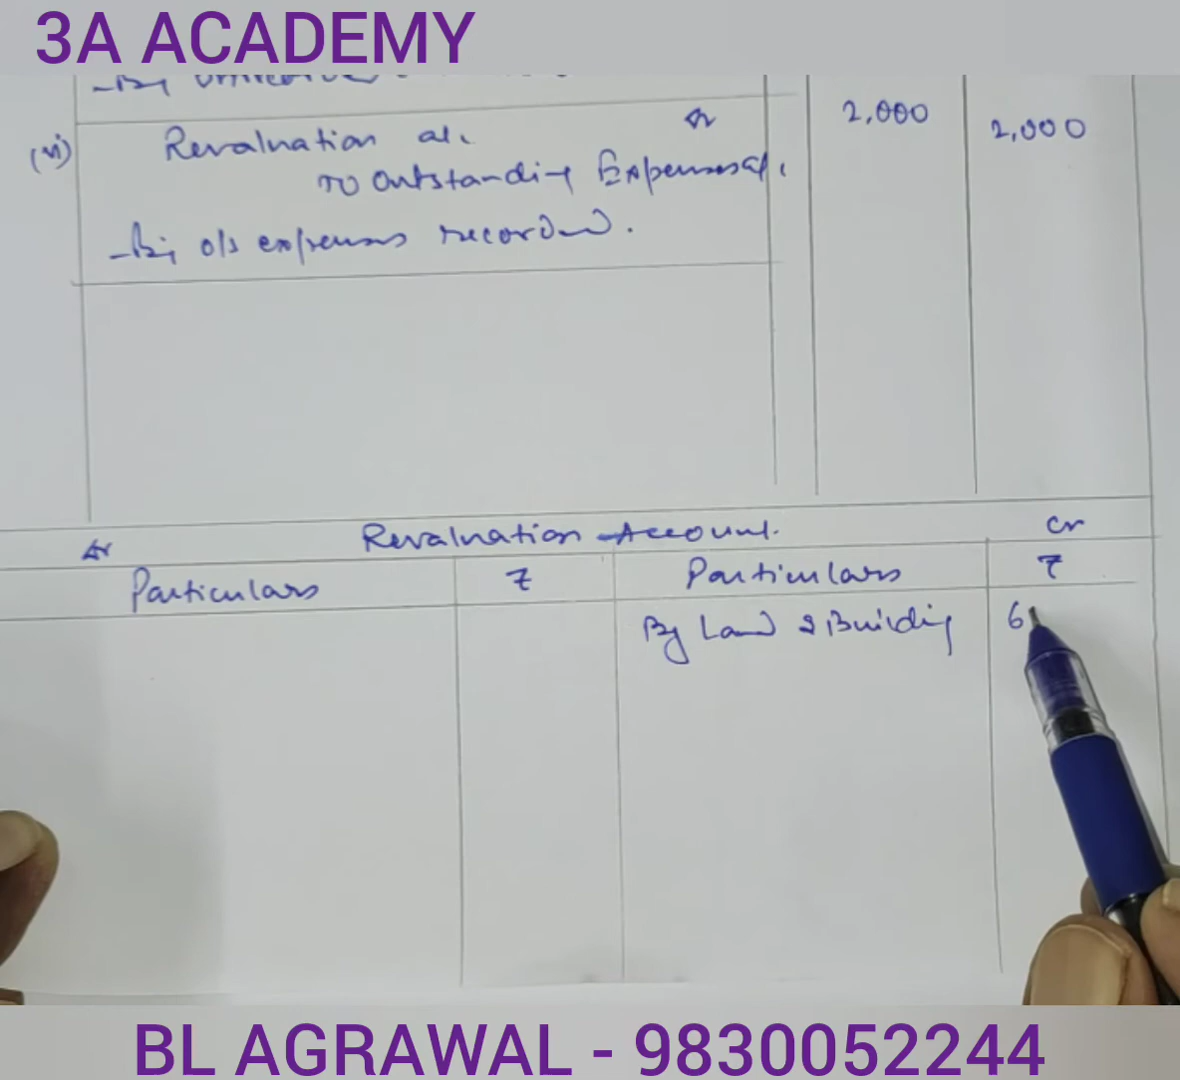 3A ACADEMY
(vi) Revaluation a/c. Dr 2,000
To Outstanding Expenses a/c. 2,000
- Being o/s expenses recorded.
Dr Revaluation Account. Cr
Particulars ₹ Particulars ₹
By Land & Building 6
BL AGRAWAL - 9830052244